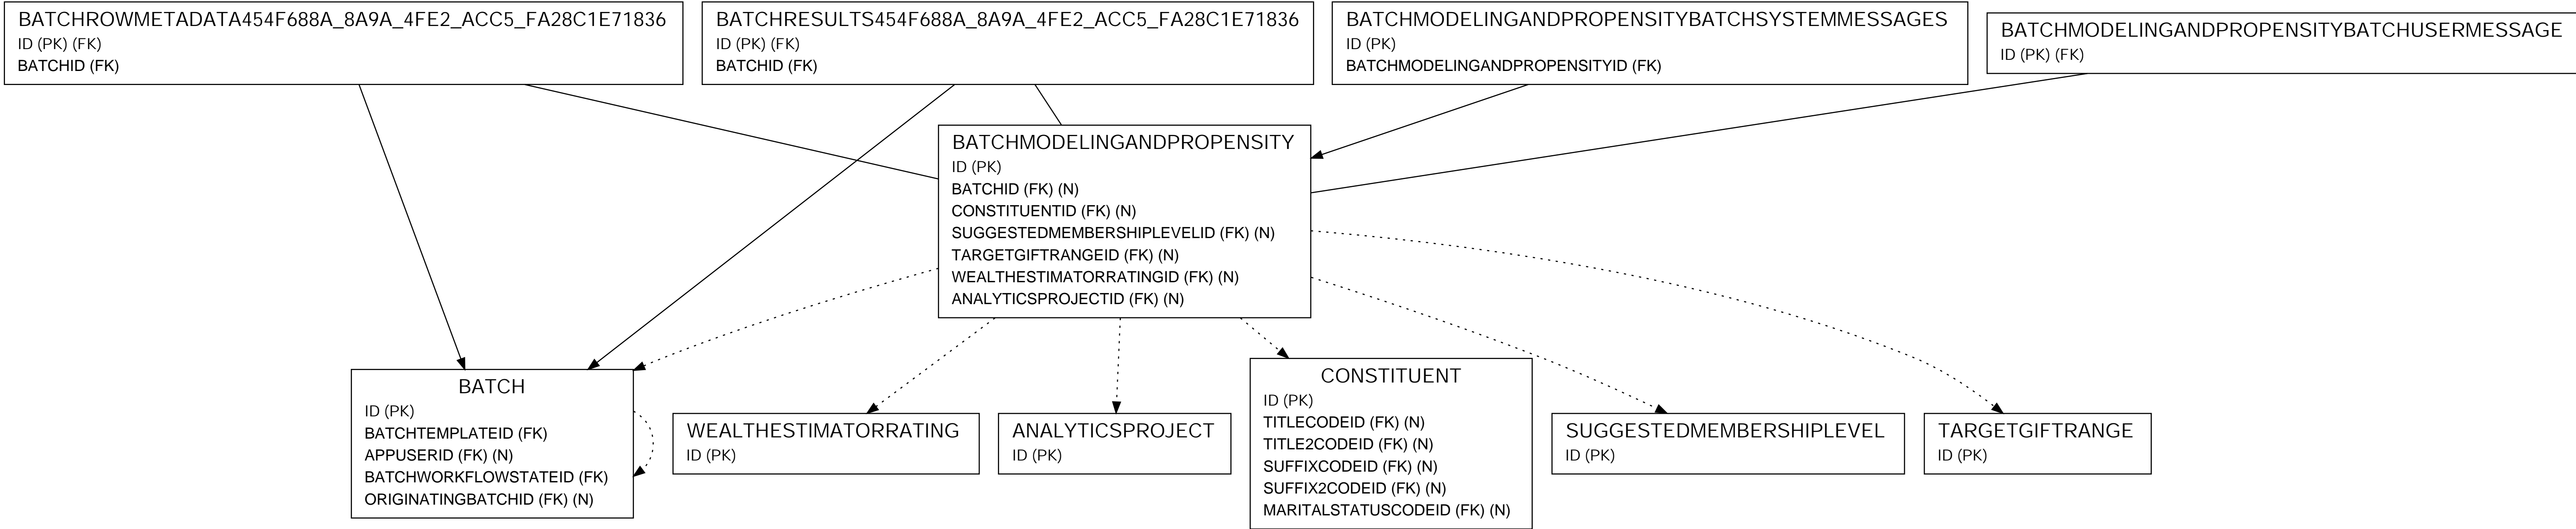 BATCHROWMETADATA454F688A_8A9A_4FE2_ACC5_FA28C1E71836
ID (PK) (FK)
BATCHID (FK)
BATCHRESULTS454F688A_8A9A_4FE2_ACC5_FA28C1E71836
ID (PK) (FK)
BATCHID (FK)
BATCHMODELINGANDPROPENSITYBATCHSYSTEMMESSAGES
ID (PK)
BATCHMODELINGANDPROPENSITYID (FK)
BATCHMODELINGANDPROPENSITYBATCHUSERMESSAGE
ID (PK) (FK)
BATCHMODELINGANDPROPENSITY
ID (PK)
BATCHID (FK) (N)
CONSTITUENTID (FK) (N)
SUGGESTEDMEMBERSHIPLEVELID (FK) (N)
TARGETGIFTRANGEID (FK) (N)
WEALTHESTIMATORRATINGID (FK) (N)
ANALYTICSPROJECTID (FK) (N)
BATCH
ID (PK)
BATCHTEMPLATEID (FK)
APPUSERID (FK) (N)
BATCHWORKFLOWSTATEID (FK)
ORIGINATINGBATCHID (FK) (N)
WEALTHESTIMATORRATING
ID (PK)
ANALYTICSPROJECT
ID (PK)
CONSTITUENT
ID (PK)
TITLECODEID (FK) (N)
TITLE2CODEID (FK) (N)
SUFFIXCODEID (FK) (N)
SUFFIX2CODEID (FK) (N)
MARITALSTATUSCODEID (FK) (N)
SUGGESTEDMEMBERSHIPLEVEL
ID (PK)
TARGETGIFTRANGE
ID (PK)